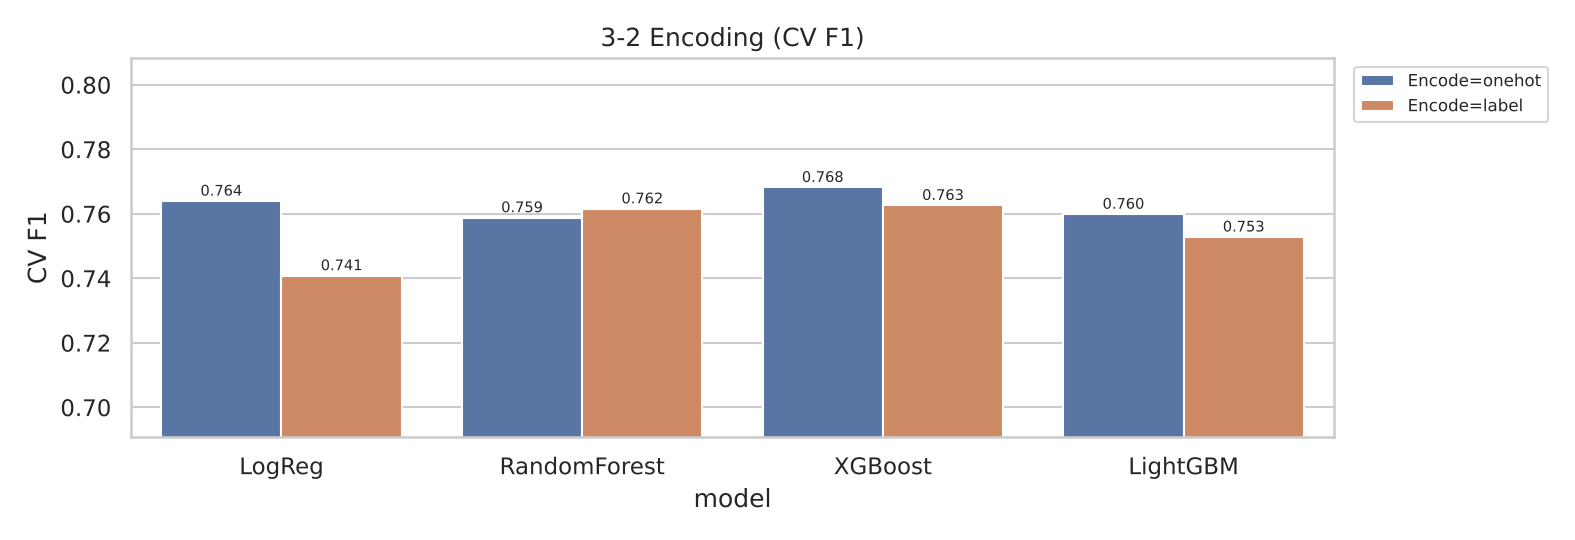 3-2 Encoding (CV F1)
Encode=onehot
Encode=label
CV F1
0.80
0.78
0.76
0.74
0.72
0.70
0.764
0.741
0.759
0.762
0.768
0.763
0.760
0.753
LogReg
RandomForest
XGBoost
LightGBM
model